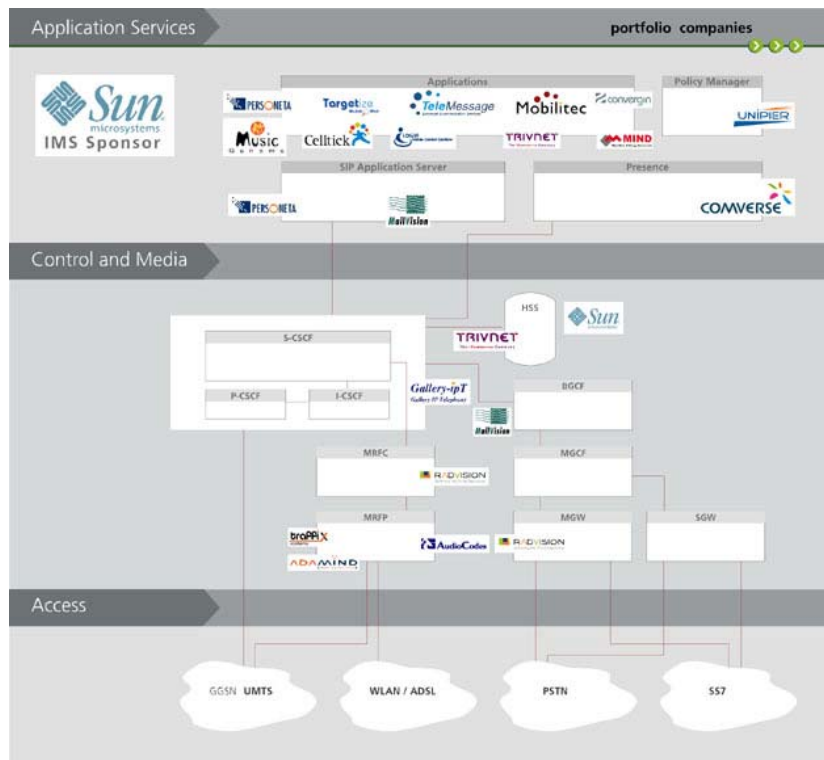 Application Services
portfolio companies
Sun
microsystems
IMS Sponsor
Applications
Policy Manager
PERSONETA
Targetize
TeleMessage
Mobilitec
convergin
UNIPIER
Music
Celltick
TRIVNET
MIND
SIP Application Server
Presence
PERSONETA
MailVision
COMVERSE
Control and Media
HSS
Sun
TRIVNET
S-CSCF
P-CSCF
I-CSCF
Gallery-ipT
Gallery IP Telephony
BGCF
MailVision
MRFC
MGCF
RADVISION
MRFP
MGW
SGW
traffix
AudioCodes
RADVISION
ADAMIND
Access
GGSN UMTS
WLAN / ADSL
PSTN
SS7